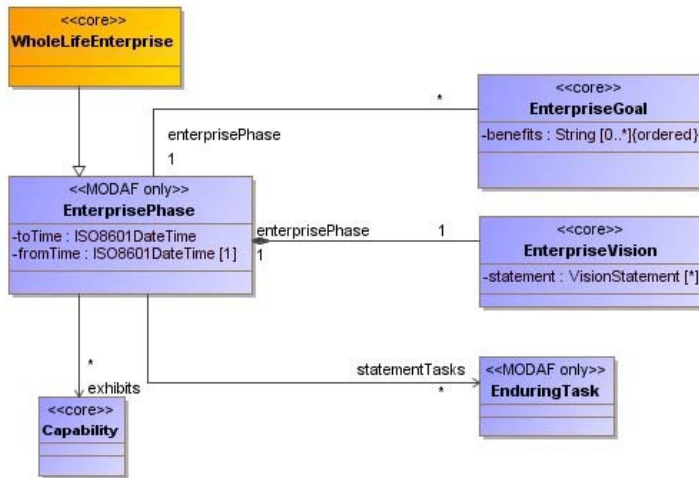 <<core>>
WholeLifeEnterprise
<<core>>
EnterpriseGoal
-benefits : String [0..*]{ordered}
*
enterprisePhase
1
<<MODAF only>>
EnterprisePhase
-toTime : ISO8601DateTime
-fromTime : ISO8601DateTime [1]
enterprisePhase
1
1
<<core>>
EnterpriseVision
-statement : VisionStatement [*]
*
exhibits
statementTasks
*
<<MODAF only>>
EnduringTask
<<core>>
Capability